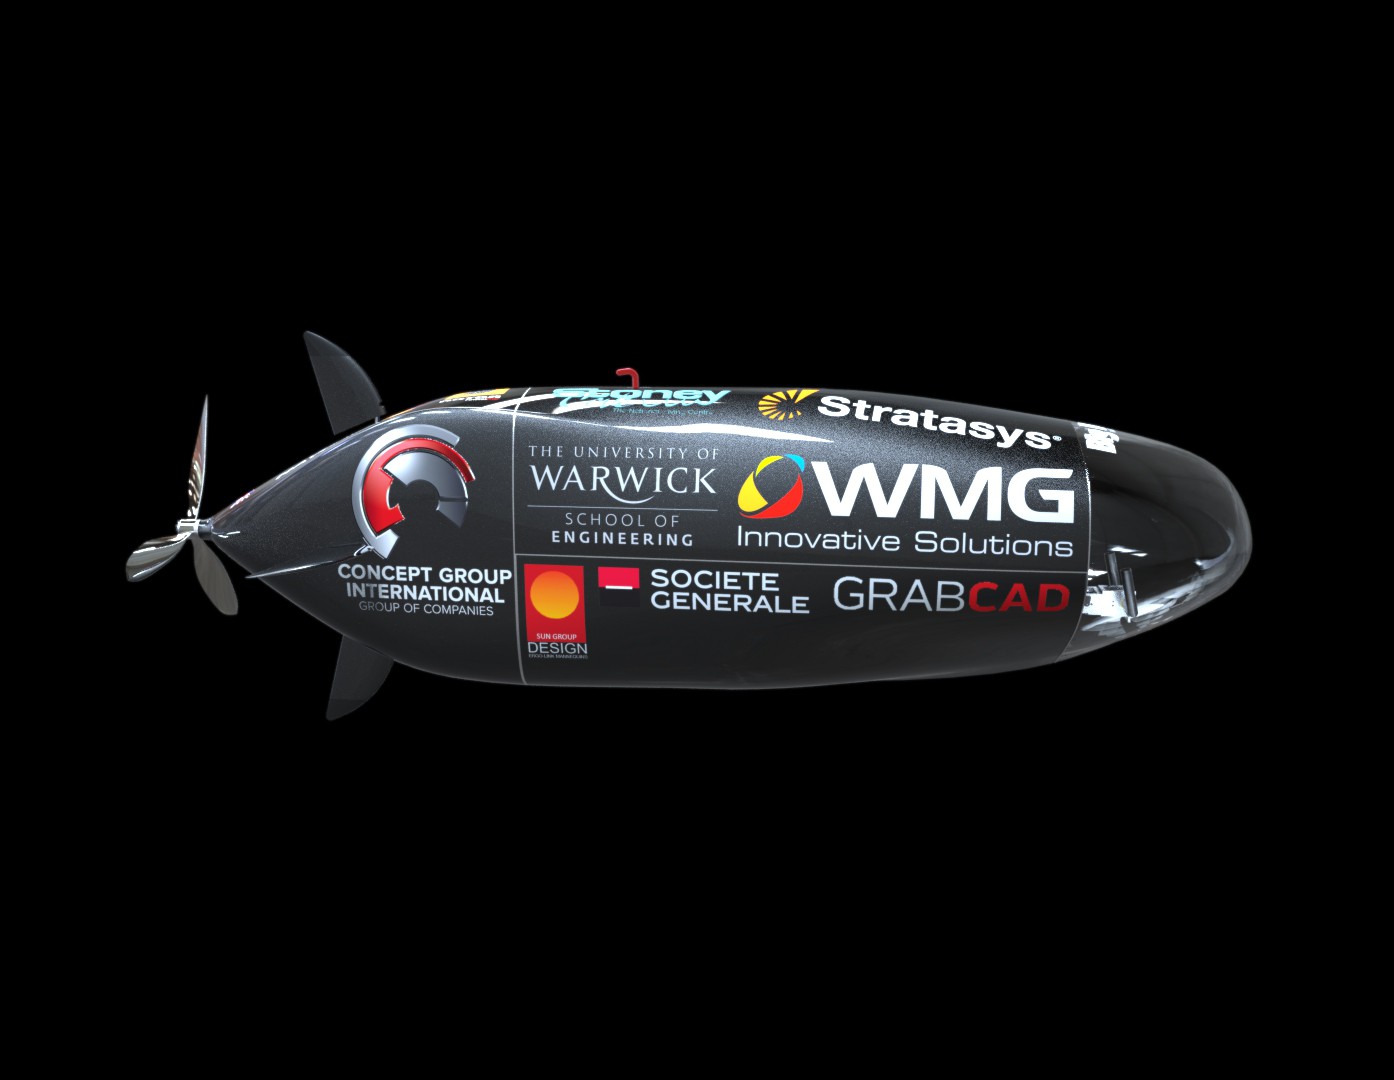 Stoney
Stratasys
THE UNIVERSITY OF
WARWICK
SCHOOL OF
ENGINEERING
WMG
Innovative Solutions
CONCEPT GROUP
INTERNATIONAL
GROUP OF COMPANIES
SUN GROUP
DESIGN
SOCIETE
GENERALE
GRABCAD